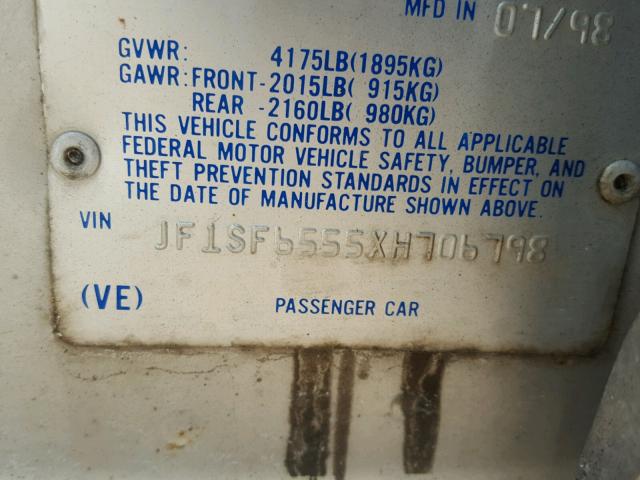 MFD IN 07/98
GVWR: 4175LB(1895KG)
GAWR:FRONT-2015LB( 915KG)
REAR -2160LB( 980KG)
THIS VEHICLE CONFORMS TO ALL APPLICABLE
FEDERAL MOTOR VEHICLE SAFETY, BUMPER, AND
THEFT PREVENTION STANDARDS IN EFFECT ON
THE DATE OF MANUFACTURE SHOWN ABOVE.
VIN JF1SF6555XH706798
(VE) PASSENGER CAR